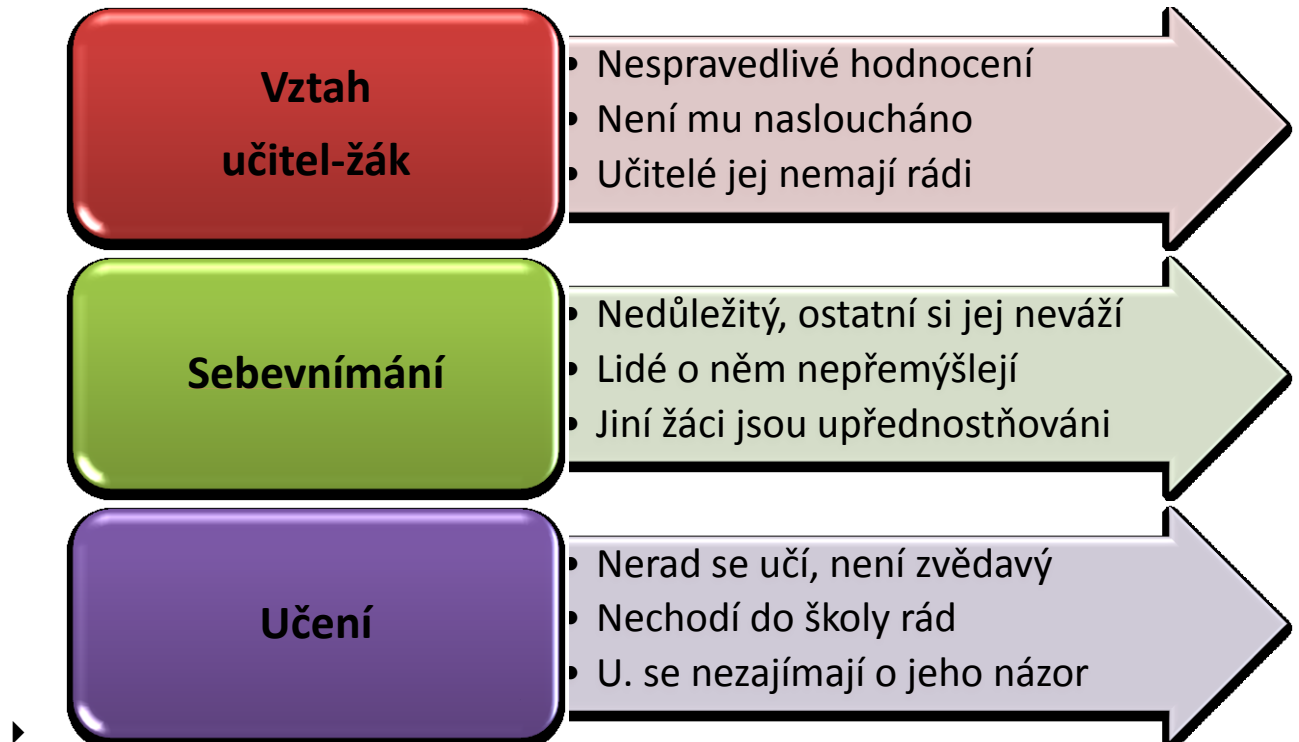 Vztah
učitel-žák
• Nespravedlivé hodnocení
• Není mu nasloucháno
• Učitelé jej nemají rádi
Sebevnímání
• Nedůležitý, ostatní si jej neváží
• Lidé o něm nepřemýšlejí
• Jiní žáci jsou upřednostňováni
Učení
• Nerad se učí, není zvědavý
• Nechodí do školy rád
• U. se nezajímají o jeho názor